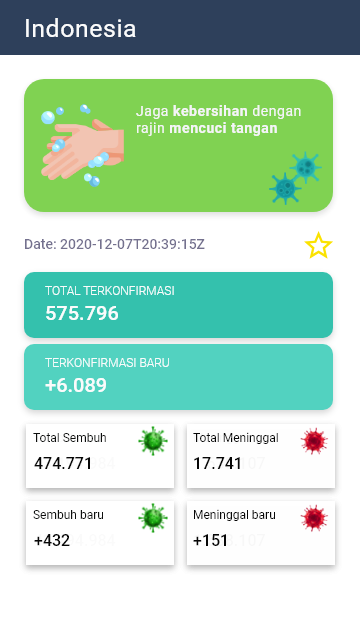 Indonesia
Jaga kebersihan dengan
rajin mencuci tangan
Date: 2020-12-07T20:39:15Z
TOTAL TERKONFIRMASI
575.796
TERKONFIRMASI BARU
+6.089
Total Sembuh
474.771
Total Meninggal
17.741
Sembuh baru
+432
Meninggal baru
+151